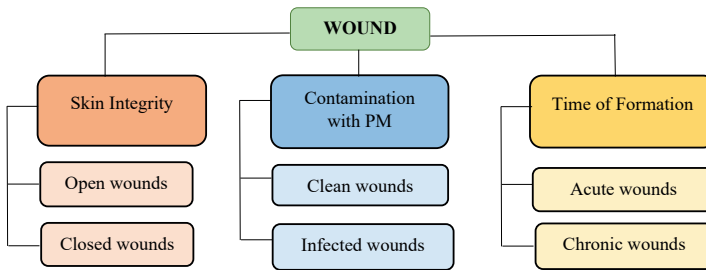 WOUND
Skin Integrity
Open wounds
Closed wounds
Contamination
with PM
Clean wounds
Infected wounds
Time of Formation
Acute wounds
Chronic wounds